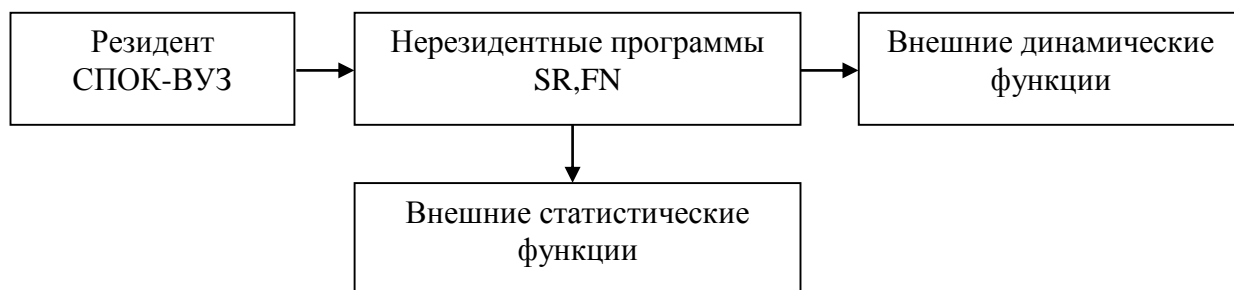 Резидент
СПОК-ВУЗ
Нерезидентные программы
SR,FN
Внешние динамические
функции
Внешние статистические
функции